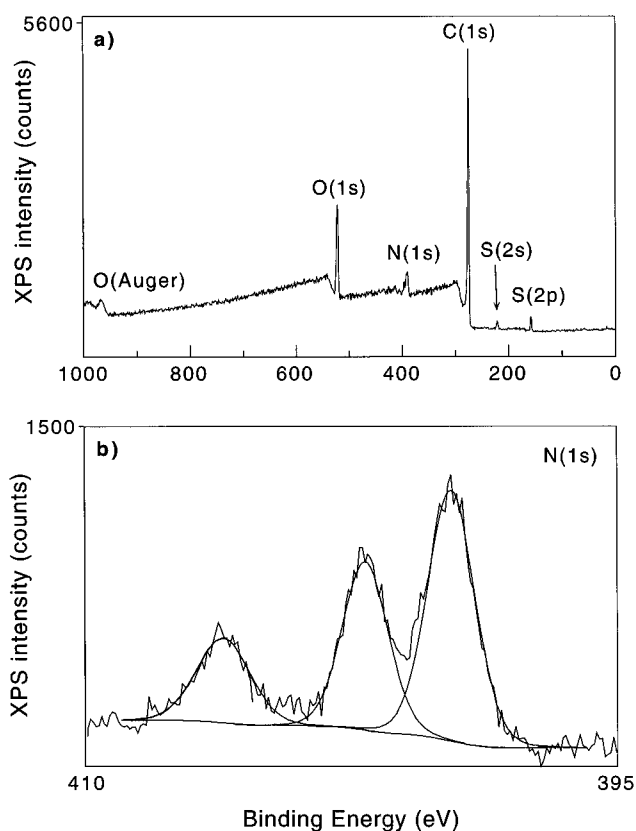 5600
a)
C(1s)
O(1s)
N(1s)
S(2s)
O(Auger)
S(2p)
XPS intensity (counts)
1000 800 600 400 200 0
1500
b)
N(1s)
XPS intensity (counts)
410 395
Binding Energy (eV)